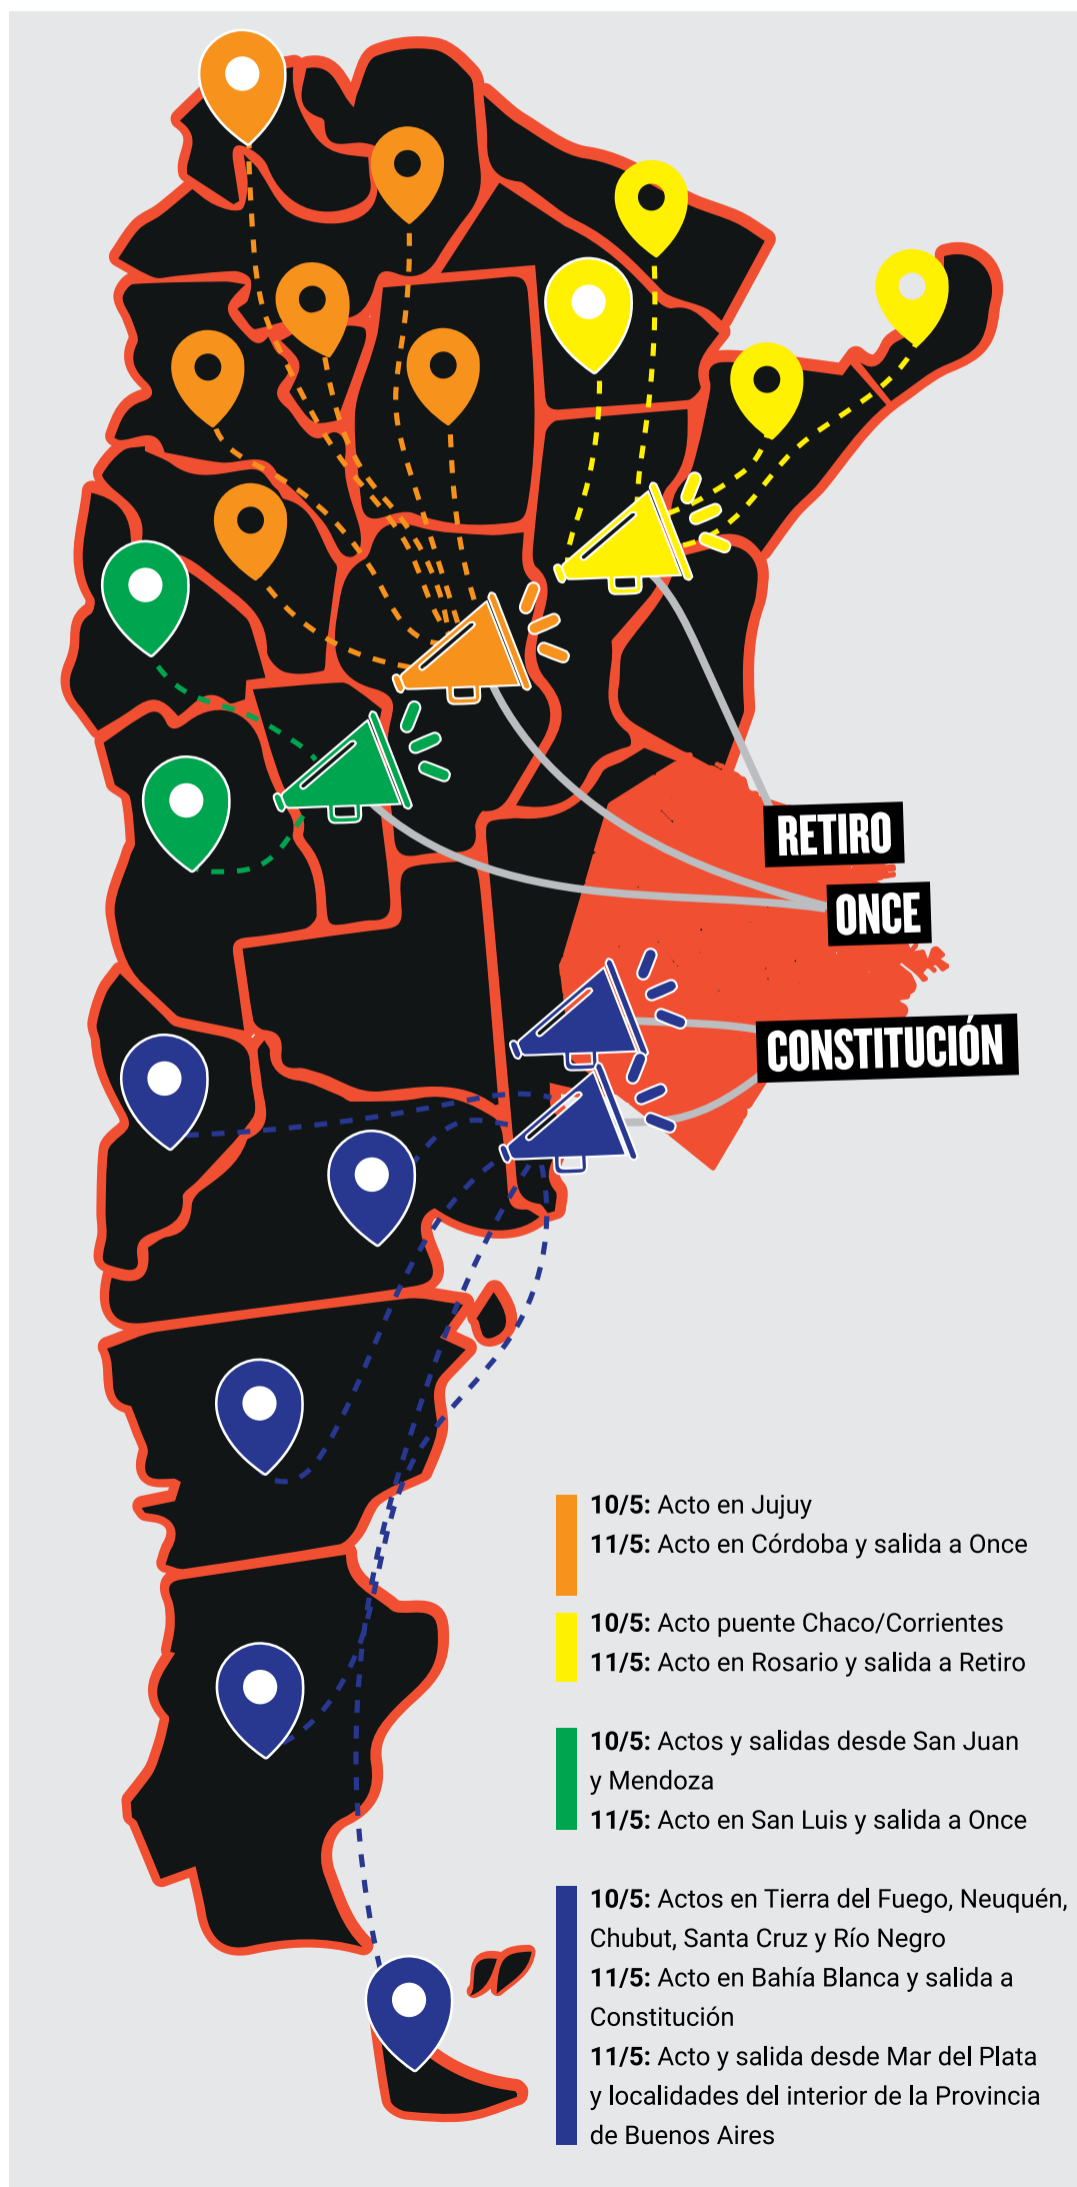 RETIRO
ONCE
CONSTITUCIÓN
10/5: Acto en Jujuy
11/5: Acto en Córdoba y salida a Once
10/5: Acto puente Chaco/Corrientes
11/5: Acto en Rosario y salida a Retiro
10/5: Actos y salidas desde San Juan
y Mendoza
11/5: Acto en San Luis y salida a Once
10/5: Actos en Tierra del Fuego, Neuquén,
Chubut, Santa Cruz y Río Negro
11/5: Acto en Bahía Blanca y salida a
Constitución
11/5: Acto y salida desde Mar del Plata
y localidades del interior de la Provincia
de Buenos Aires